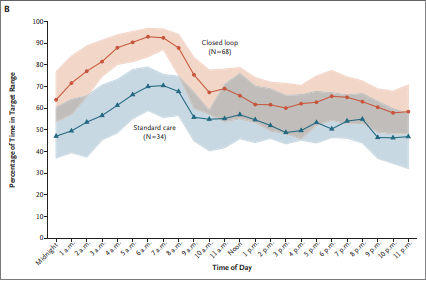 B
Percentage of Time in Target Range
100
90
80
70
60
50
40
30
20
10
0
Closed loop
(N=68)
Standard care
(N=34)
Midnight
1 a.m.
2 a.m.
3 a.m.
4 a.m.
5 a.m.
6 a.m.
7 a.m.
8 a.m.
9 a.m.
10 a.m.
11 a.m.
Noon
1 p.m.
2 p.m.
3 p.m.
4 p.m.
5 p.m.
6 p.m.
7 p.m.
8 p.m.
9 p.m.
10 p.m.
11 p.m.
Time of Day